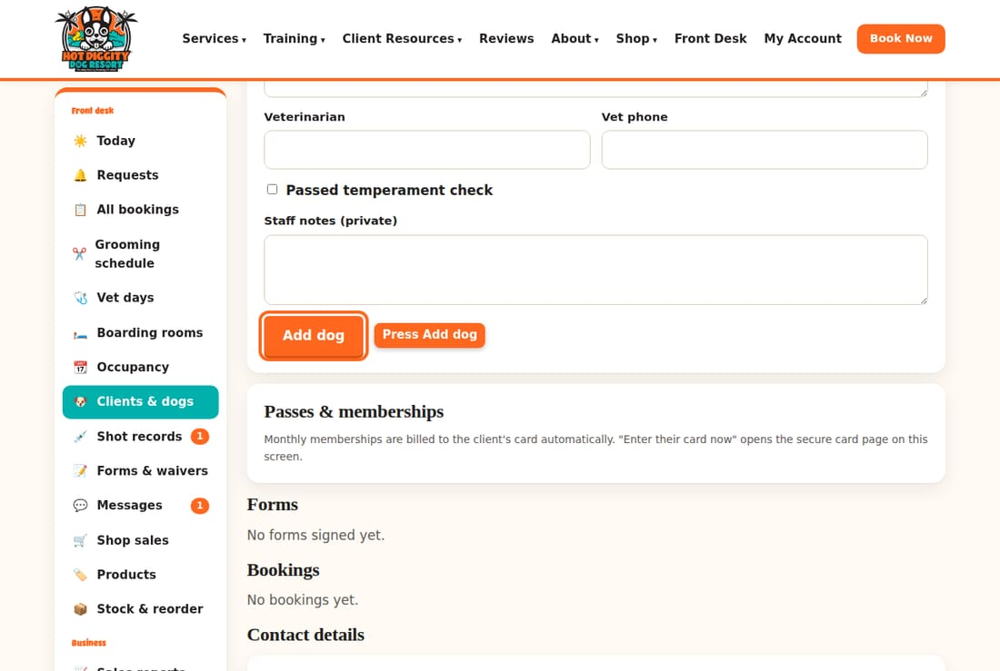 HOT DIGGITY
DOG RESORT
Services ▾
Training ▾
Client Resources ▾
Reviews
About ▾
Shop ▾
Front Desk
My Account
Book Now
Front desk
Today
Requests
All bookings
Grooming
schedule
Vet days
Boarding rooms
Occupancy
Clients & dogs
Shot records 1
Forms & waivers
Messages 1
Shop sales
Products
Stock & reorder
Business
Sales reports
Veterinarian
Vet phone
Passed temperament check
Staff notes (private)
Add dog
Press Add dog
Passes & memberships
Monthly memberships are billed to the client's card automatically. "Enter their card now" opens the secure card page on this
screen.
Forms
No forms signed yet.
Bookings
No bookings yet.
Contact details